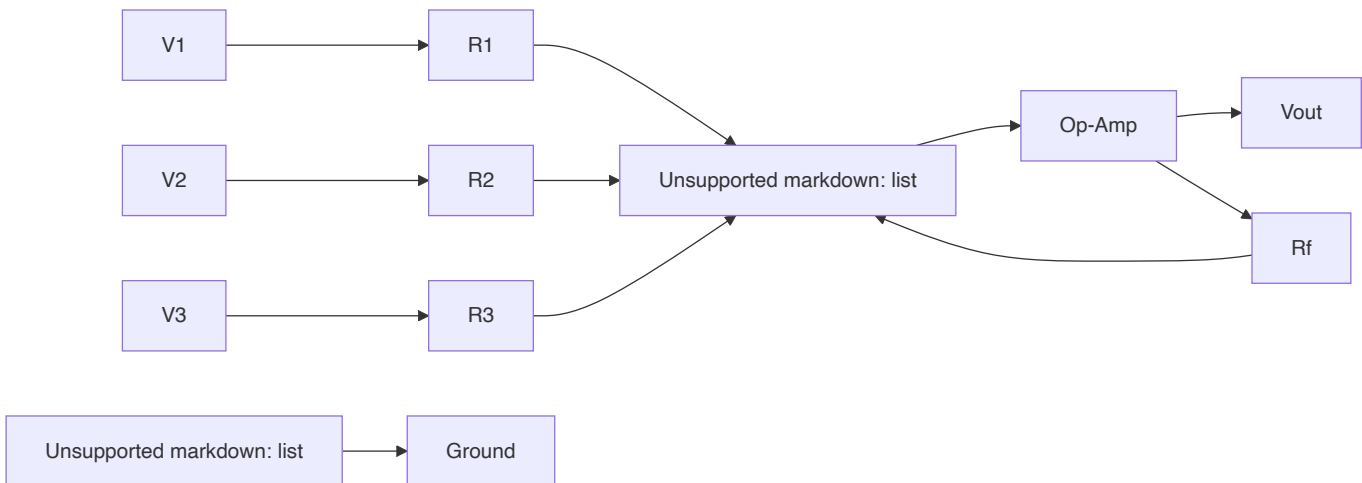 V1
R1
V2
R2
V3
R3
Unsupported markdown: list
Op-Amp
Vout
Rf
Unsupported markdown: list
Ground